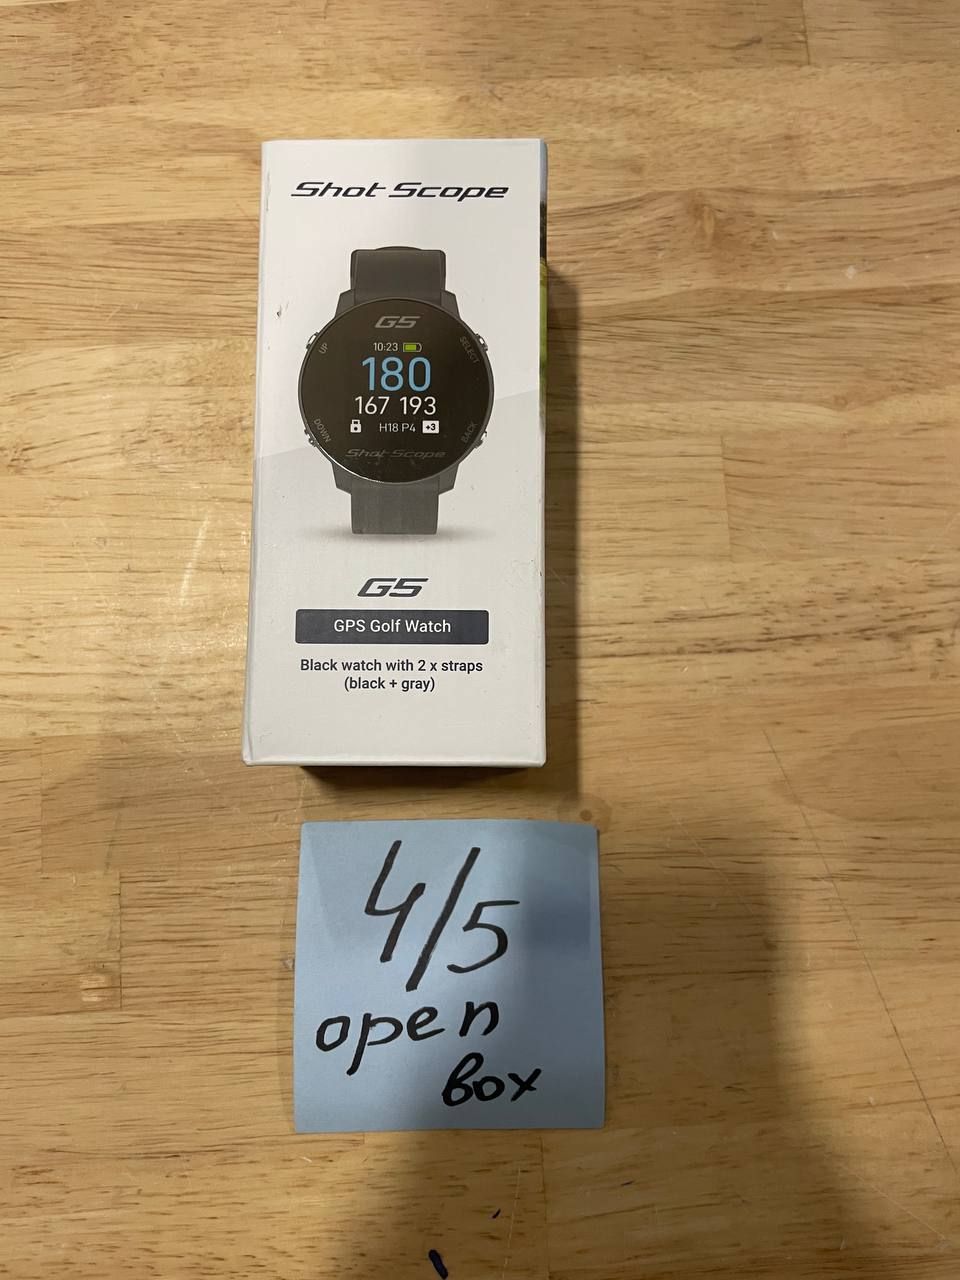 Shot Scope
G5
UP
SELECT
10:23
180
167 193
H18 P4 +3
DOWN
BACK
Shot Scope
G5
GPS Golf Watch
Black watch with 2 x straps
(black + gray)
4/5
open
box